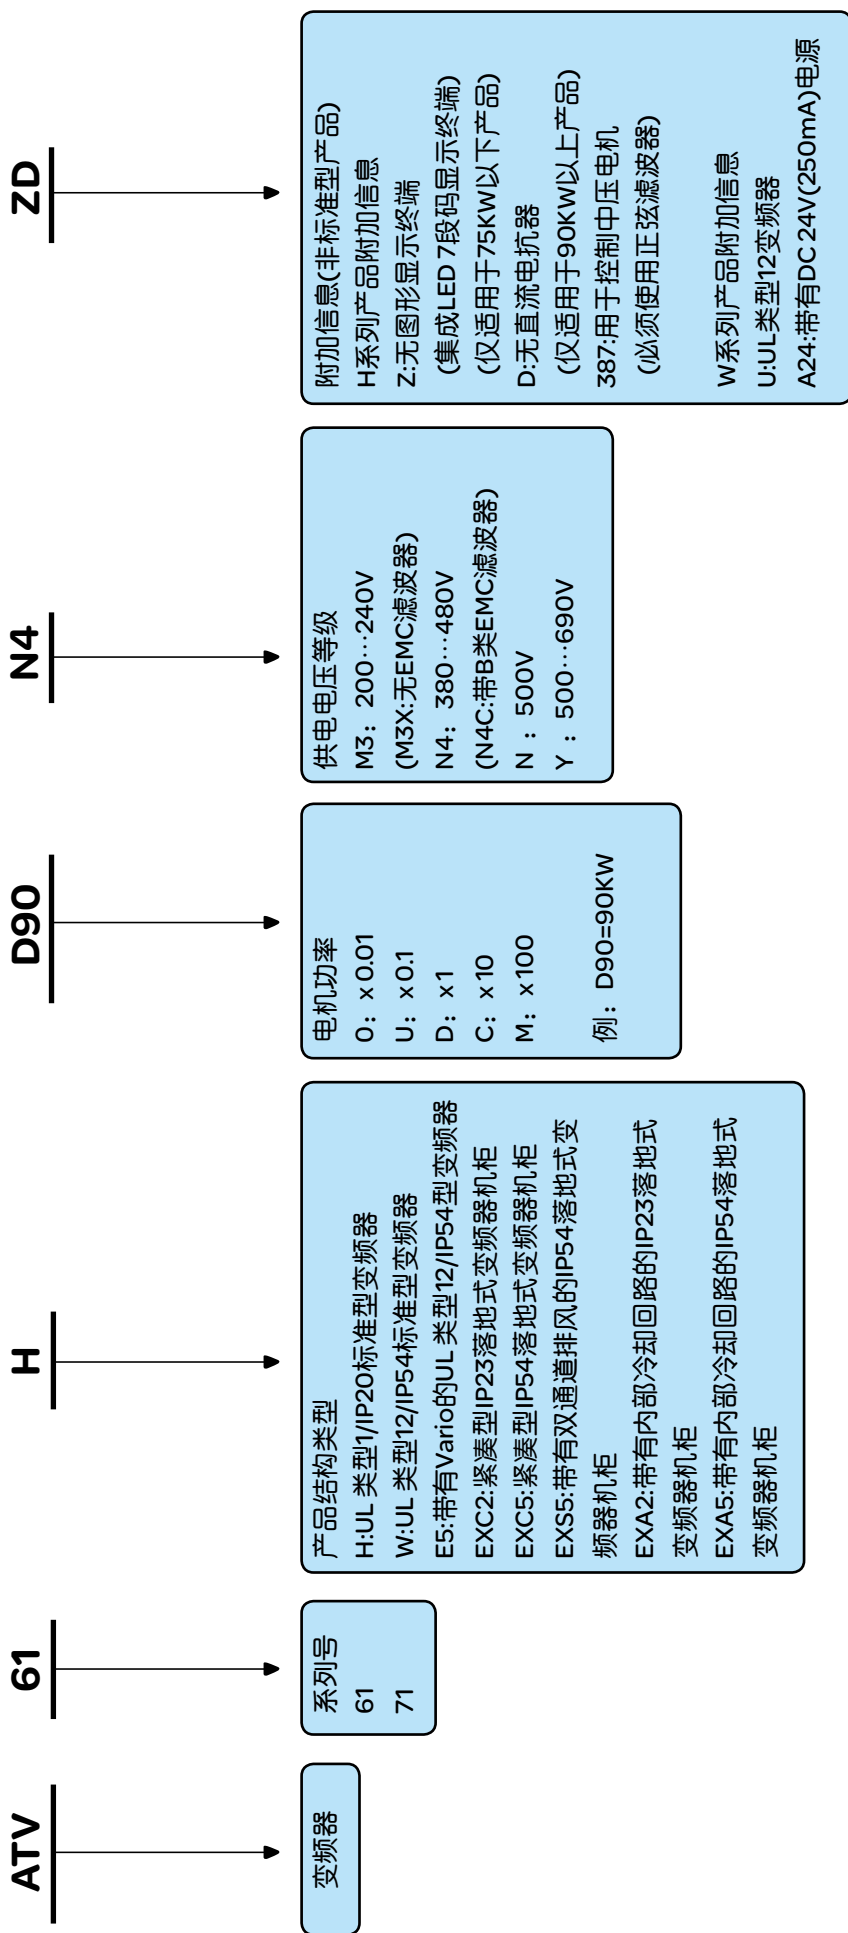 ATV
61
H
D90
N4
ZD
变频器
系列号
61
71
产品结构类型
H:UL 类型1/IP20标准型变频器
W:UL 类型12/IP54标准型变频器
E5:带有Vario的UL 类型12/IP54型变频器
EXC2:紧凑型IP23落地式变频器机柜
EXC5:紧凑型IP54落地式变频器机柜
EXS5:带有双通道排风的IP54落地式变
频器机柜
EXA2:带有内部冷却回路的IP23落地式
变频器机柜
EXA5:带有内部冷却回路的IP54落地式
变频器机柜
电机功率
0: x0.01
U: x0.1
D: x1
C: x10
M: x100
例: D90=90KW
供电电压等级
M3: 200…240V
(M3X:无EMC滤波器)
N4: 380…480V
(N4C:带B类EMC滤波器)
N : 500V
Y : 500…690V
附加信息(非标准型产品)
H系列产品附加信息
Z:无图形显示终端
(集成LED 7段码显示终端)
(仅适用于75KW以下产品)
D:无直流电抗器
(仅适用于90KW以上产品)
387:用于控制中压电机
(必须使用正弦滤波器)
W系列产品附加信息
U:UL类型12变频器
A24:带有DC 24V(250mA)电源